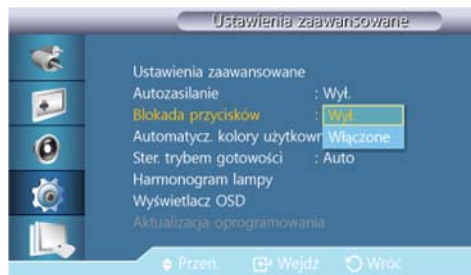 Ustawienia zaawansowane
Ustawienia zaawansowane
Autozasilanie : Wył.
Blokada przycisków : Wył.
Automatycz. kolory użytkowr Włączone
Ster. trybem gotowości : Auto
Harmonogram lampy
Wyświetlacz OSD
Aktualizacja oprogramowania
Przen. Wejdź Wróć